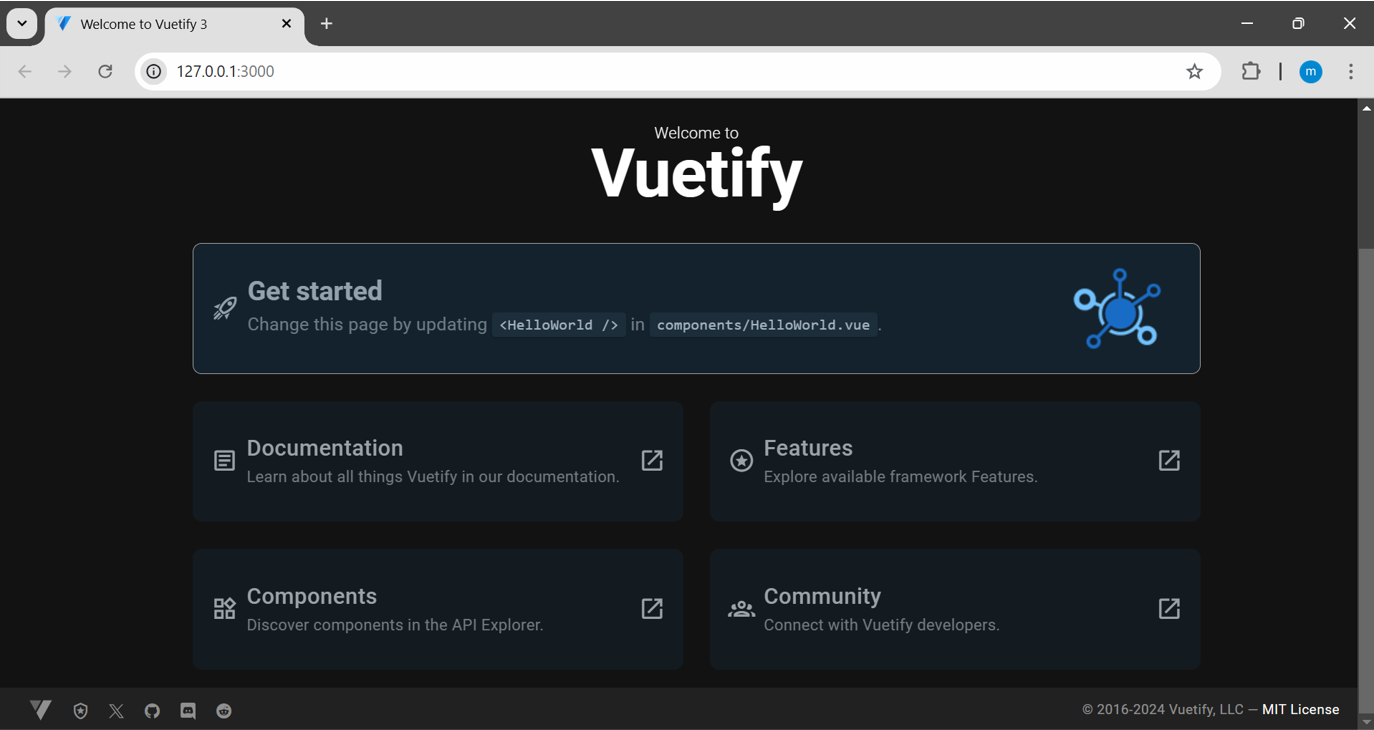 Welcome to Vuetify 3
127.0.0.1:3000
m
Welcome to
Vuetify
Get started
Change this page by updating <HelloWorld /> in components/HelloWorld.vue.
Documentation
Learn about all things Vuetify in our documentation.
Features
Explore available framework Features.
Components
Discover components in the API Explorer.
Community
Connect with Vuetify developers.
© 2016-2024 Vuetify, LLC — MIT License